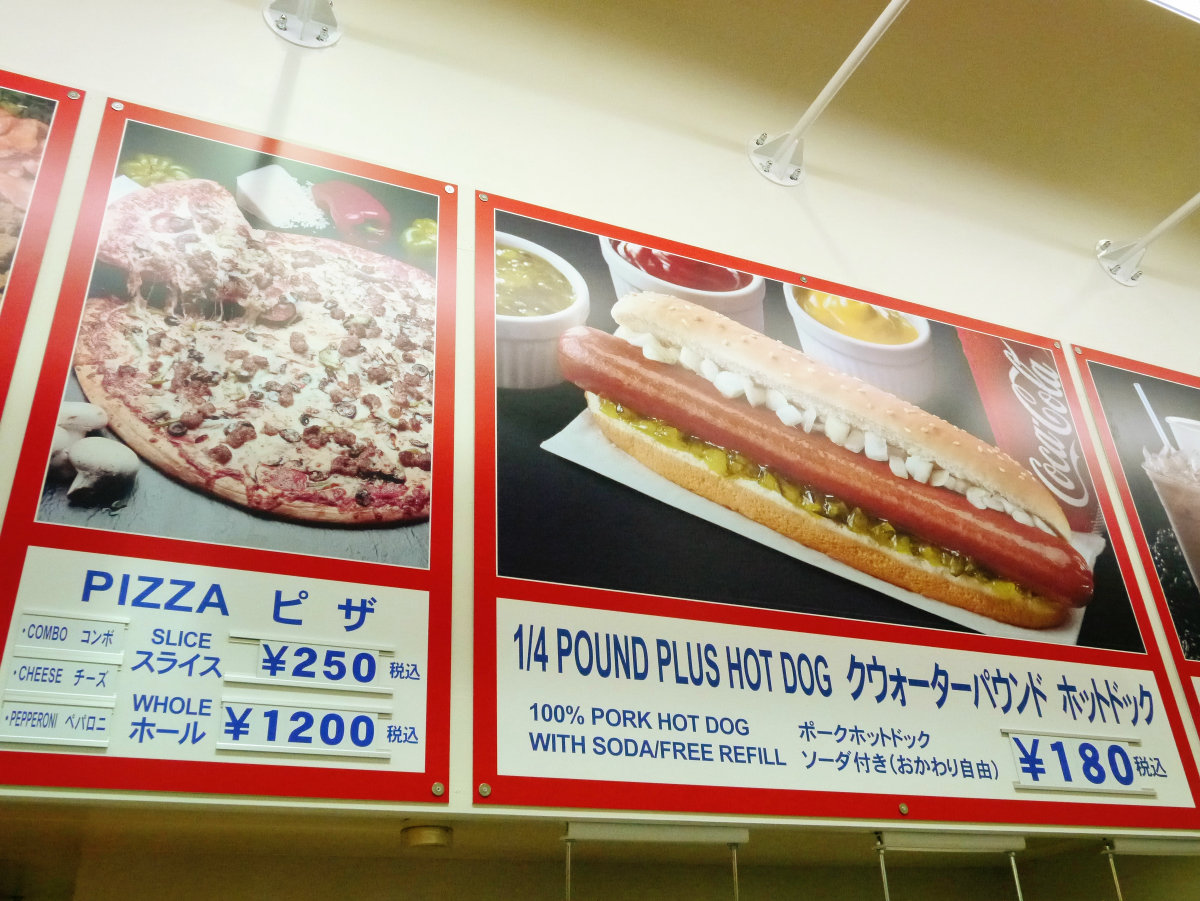 PIZZA ピザ
・COMBO コンボ
・CHEESE チーズ
・PEPPERONI ペパロニ
SLICE
スライス
¥250 税込
WHOLE
ホール
¥1200 税込
Coca-Cola
1/4 POUND PLUS HOT DOG クウォーターパウンド ホットドック
100% PORK HOT DOG
WITH SODA/FREE REFILL
ポークホットドック
ソーダ付き(おかわり自由)
¥180 税込